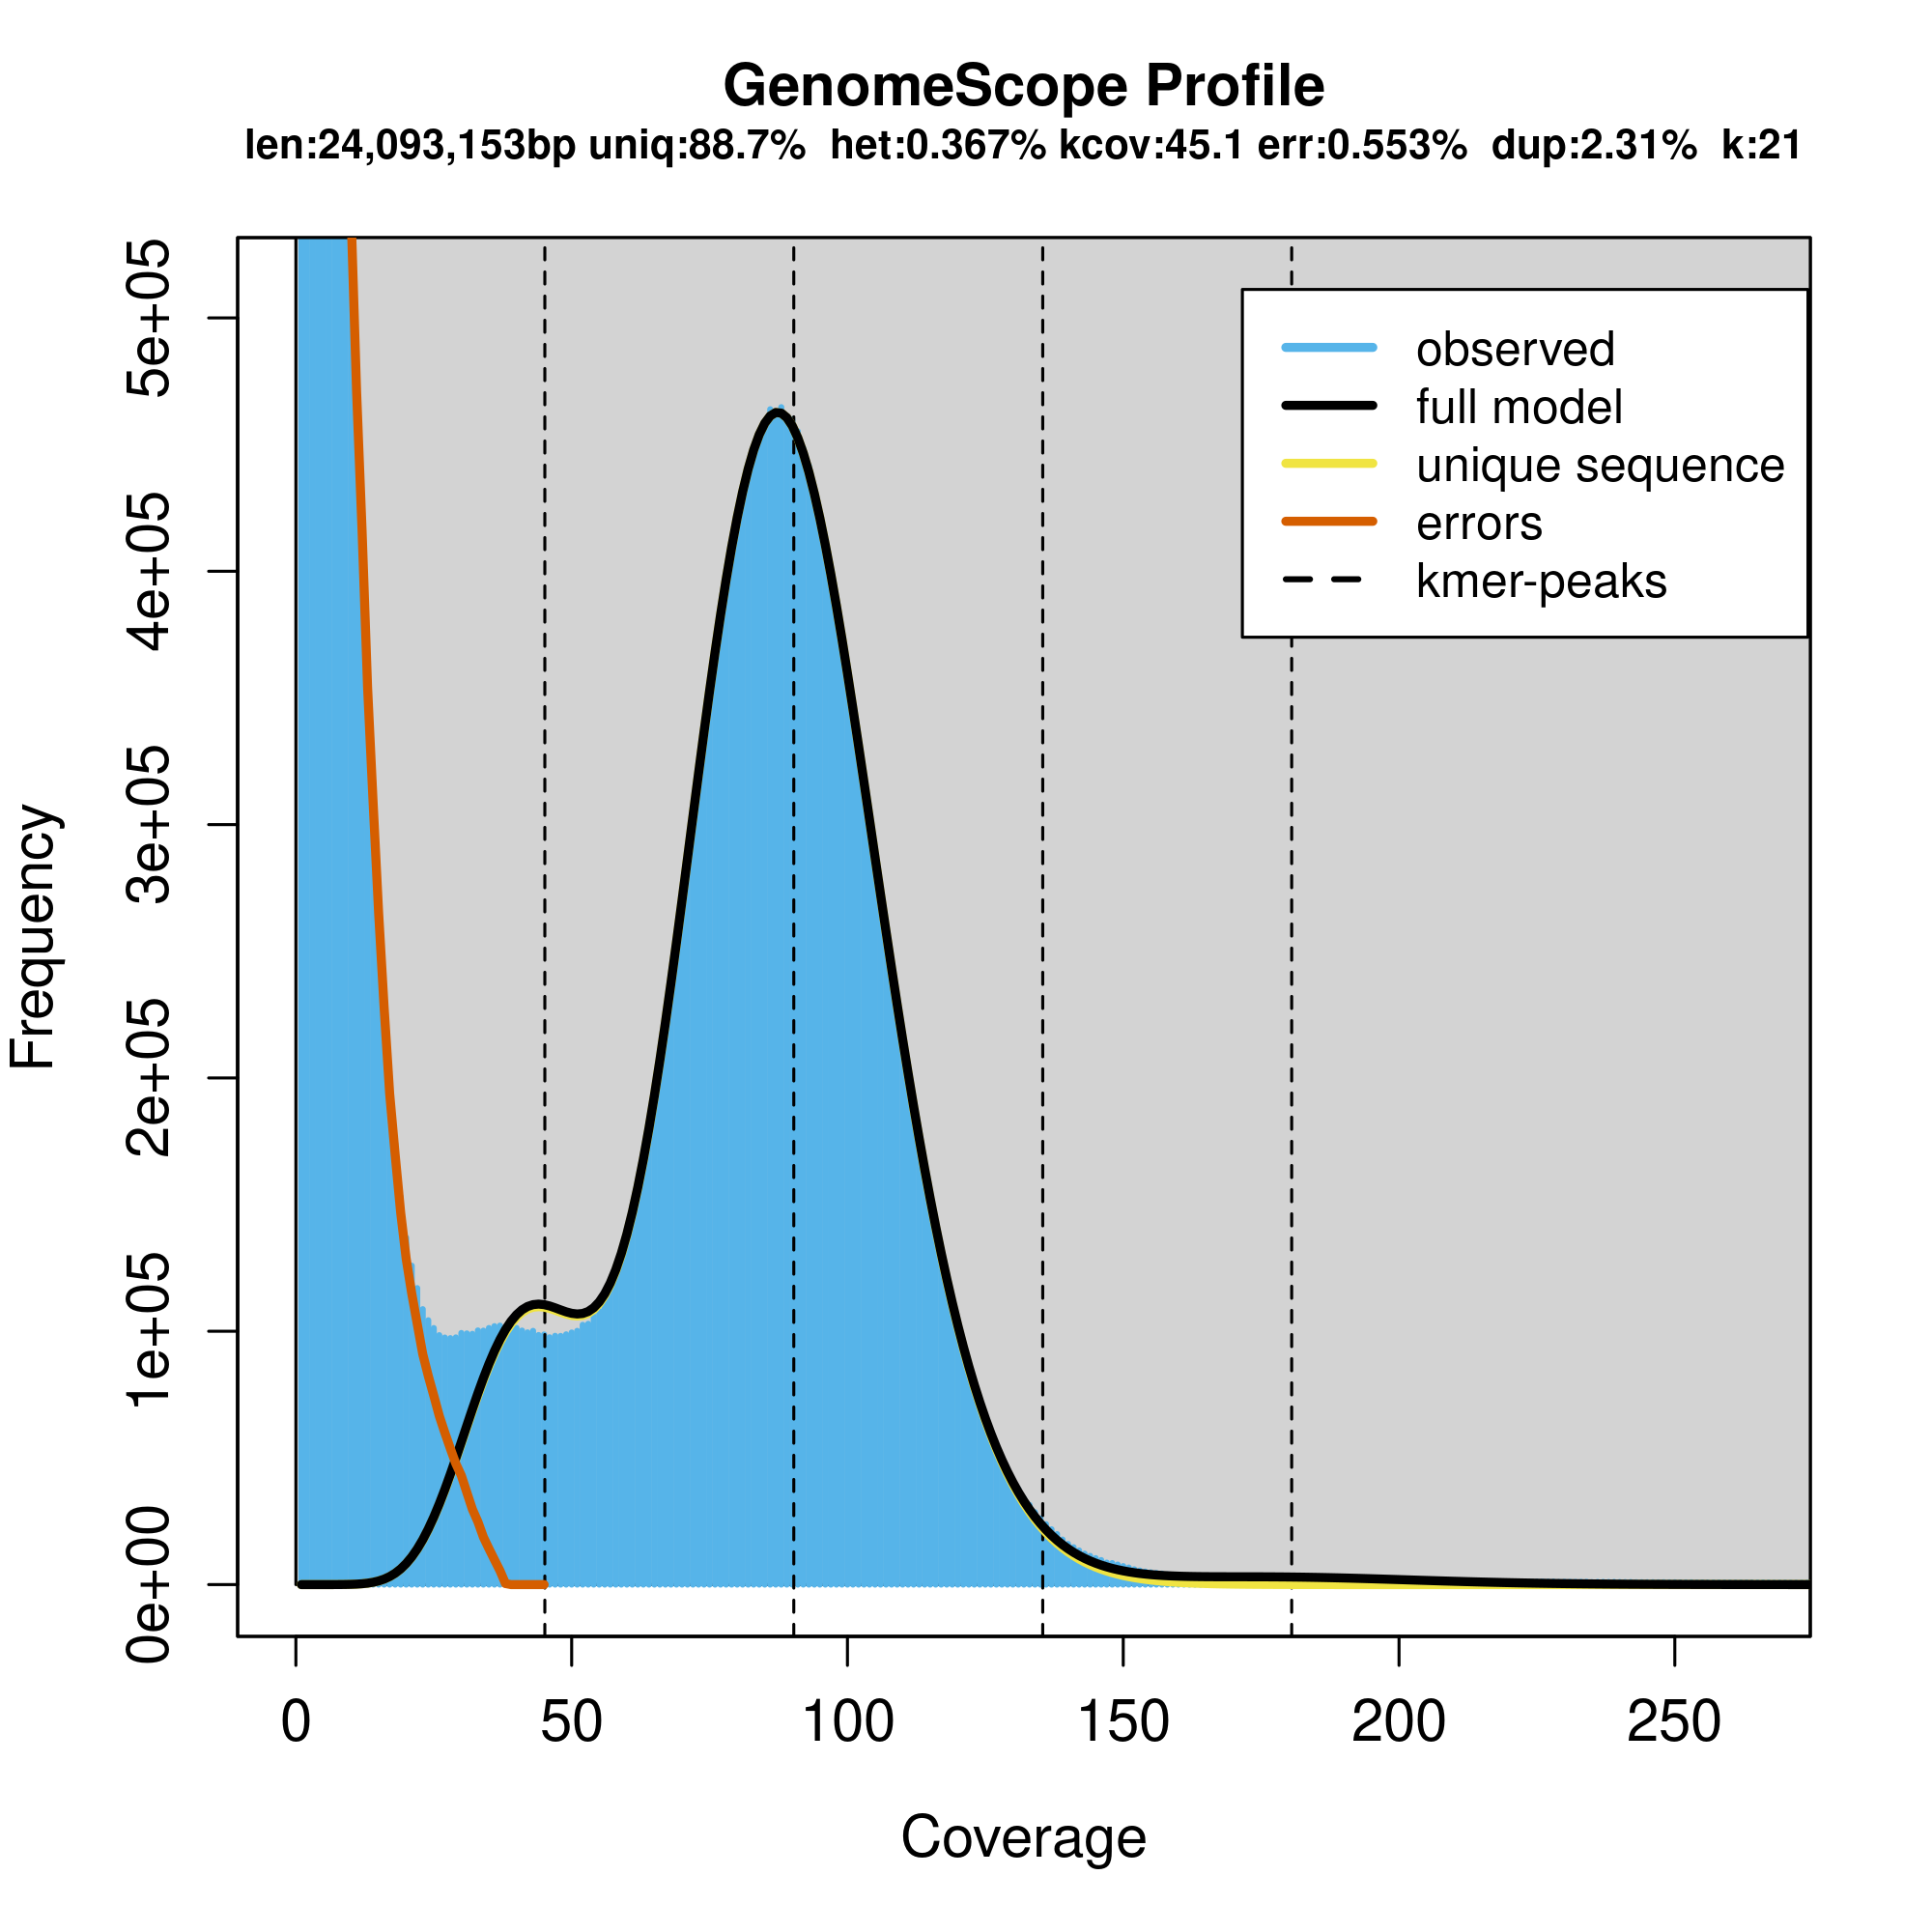 GenomeScope Profile
len:24,093,153bp uniq:88.7% het:0.367% kcov:45.1 err:0.553% dup:2.31% k:21
observed
full model
unique sequence
errors
kmer-peaks
Frequency
5e+05
4e+05
3e+05
2e+05
1e+05
0e+00
0 50 100 150 200 250
Coverage